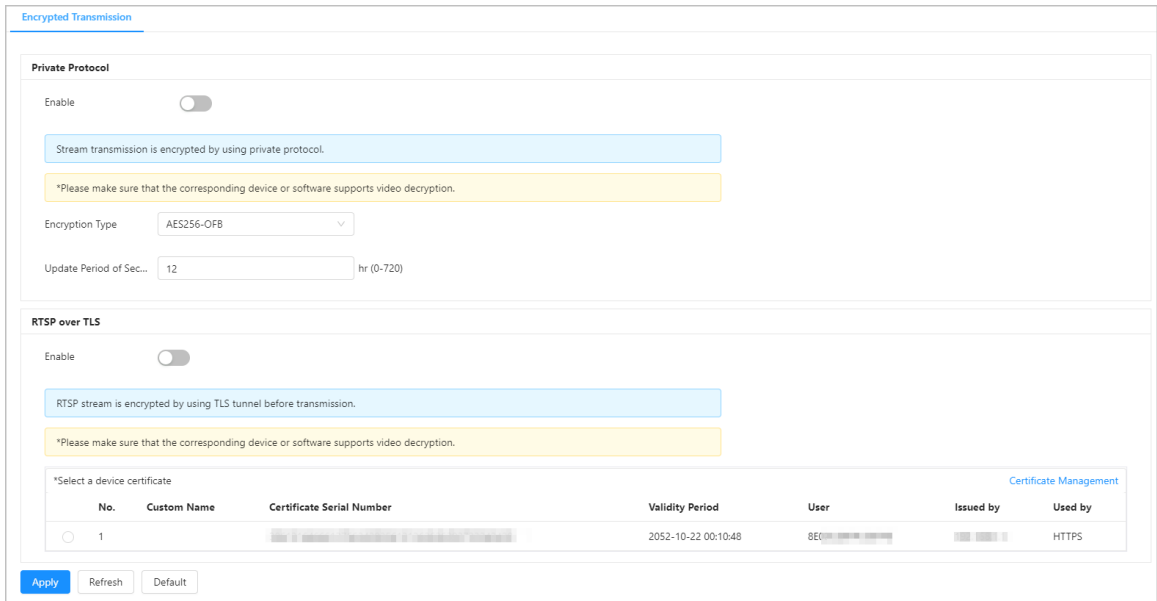 Encrypted Transmission
Private Protocol
Enable
Stream transmission is encrypted by using private protocol.
*Please make sure that the corresponding device or software supports video decryption.
Encryption Type AES256-OFB
Update Period of Sec... 12 hr (0-720)
RTSP over TLS
Enable
RTSP stream is encrypted by using TLS tunnel before transmission.
*Please make sure that the corresponding device or software supports video decryption.
*Select a device certificate Certificate Management
No. Custom Name Certificate Serial Number Validity Period User Issued by Used by
1 2052-10-22 00:10:48 HTTPS
Apply Refresh Default